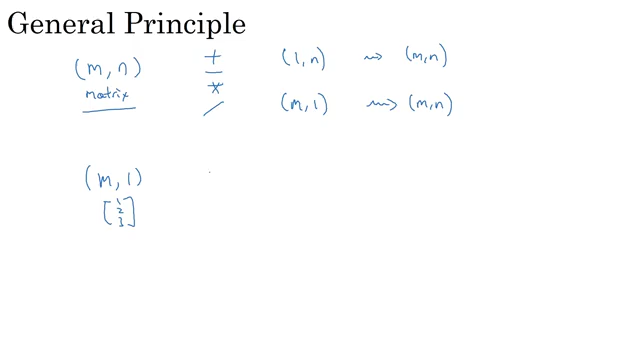 General Principle
(m, n) + (1, n) ⇝ (m, n)
matrix − *
/ (m, 1) ⇝ (m, n)
(m, 1)
[1
2
3]